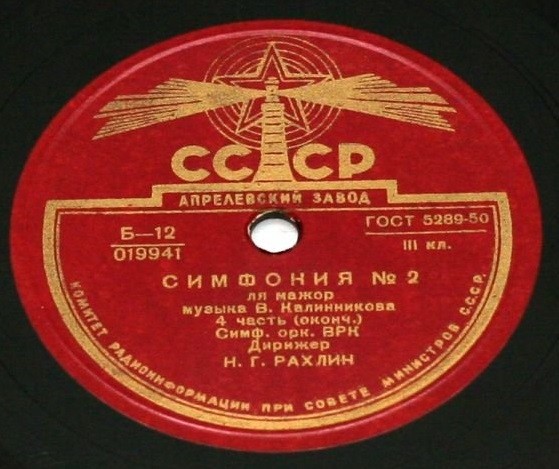 СССР
АПРЕЛЕВСКИЙ ЗАВОД
Б—12
019941
ГОСТ 5289-50
III кл.
СИМФОНИЯ № 2
ля мажор
музыка В. Калинникова
4 часть (оконч.)
Симф. орк. ВРК
Дирижер
Н. Г. РАХЛИН
КОМИТЕТ РАДИОИНФОРМАЦИИ ПРИ СОВЕТЕ МИНИСТРОВ С.С.С.Р.